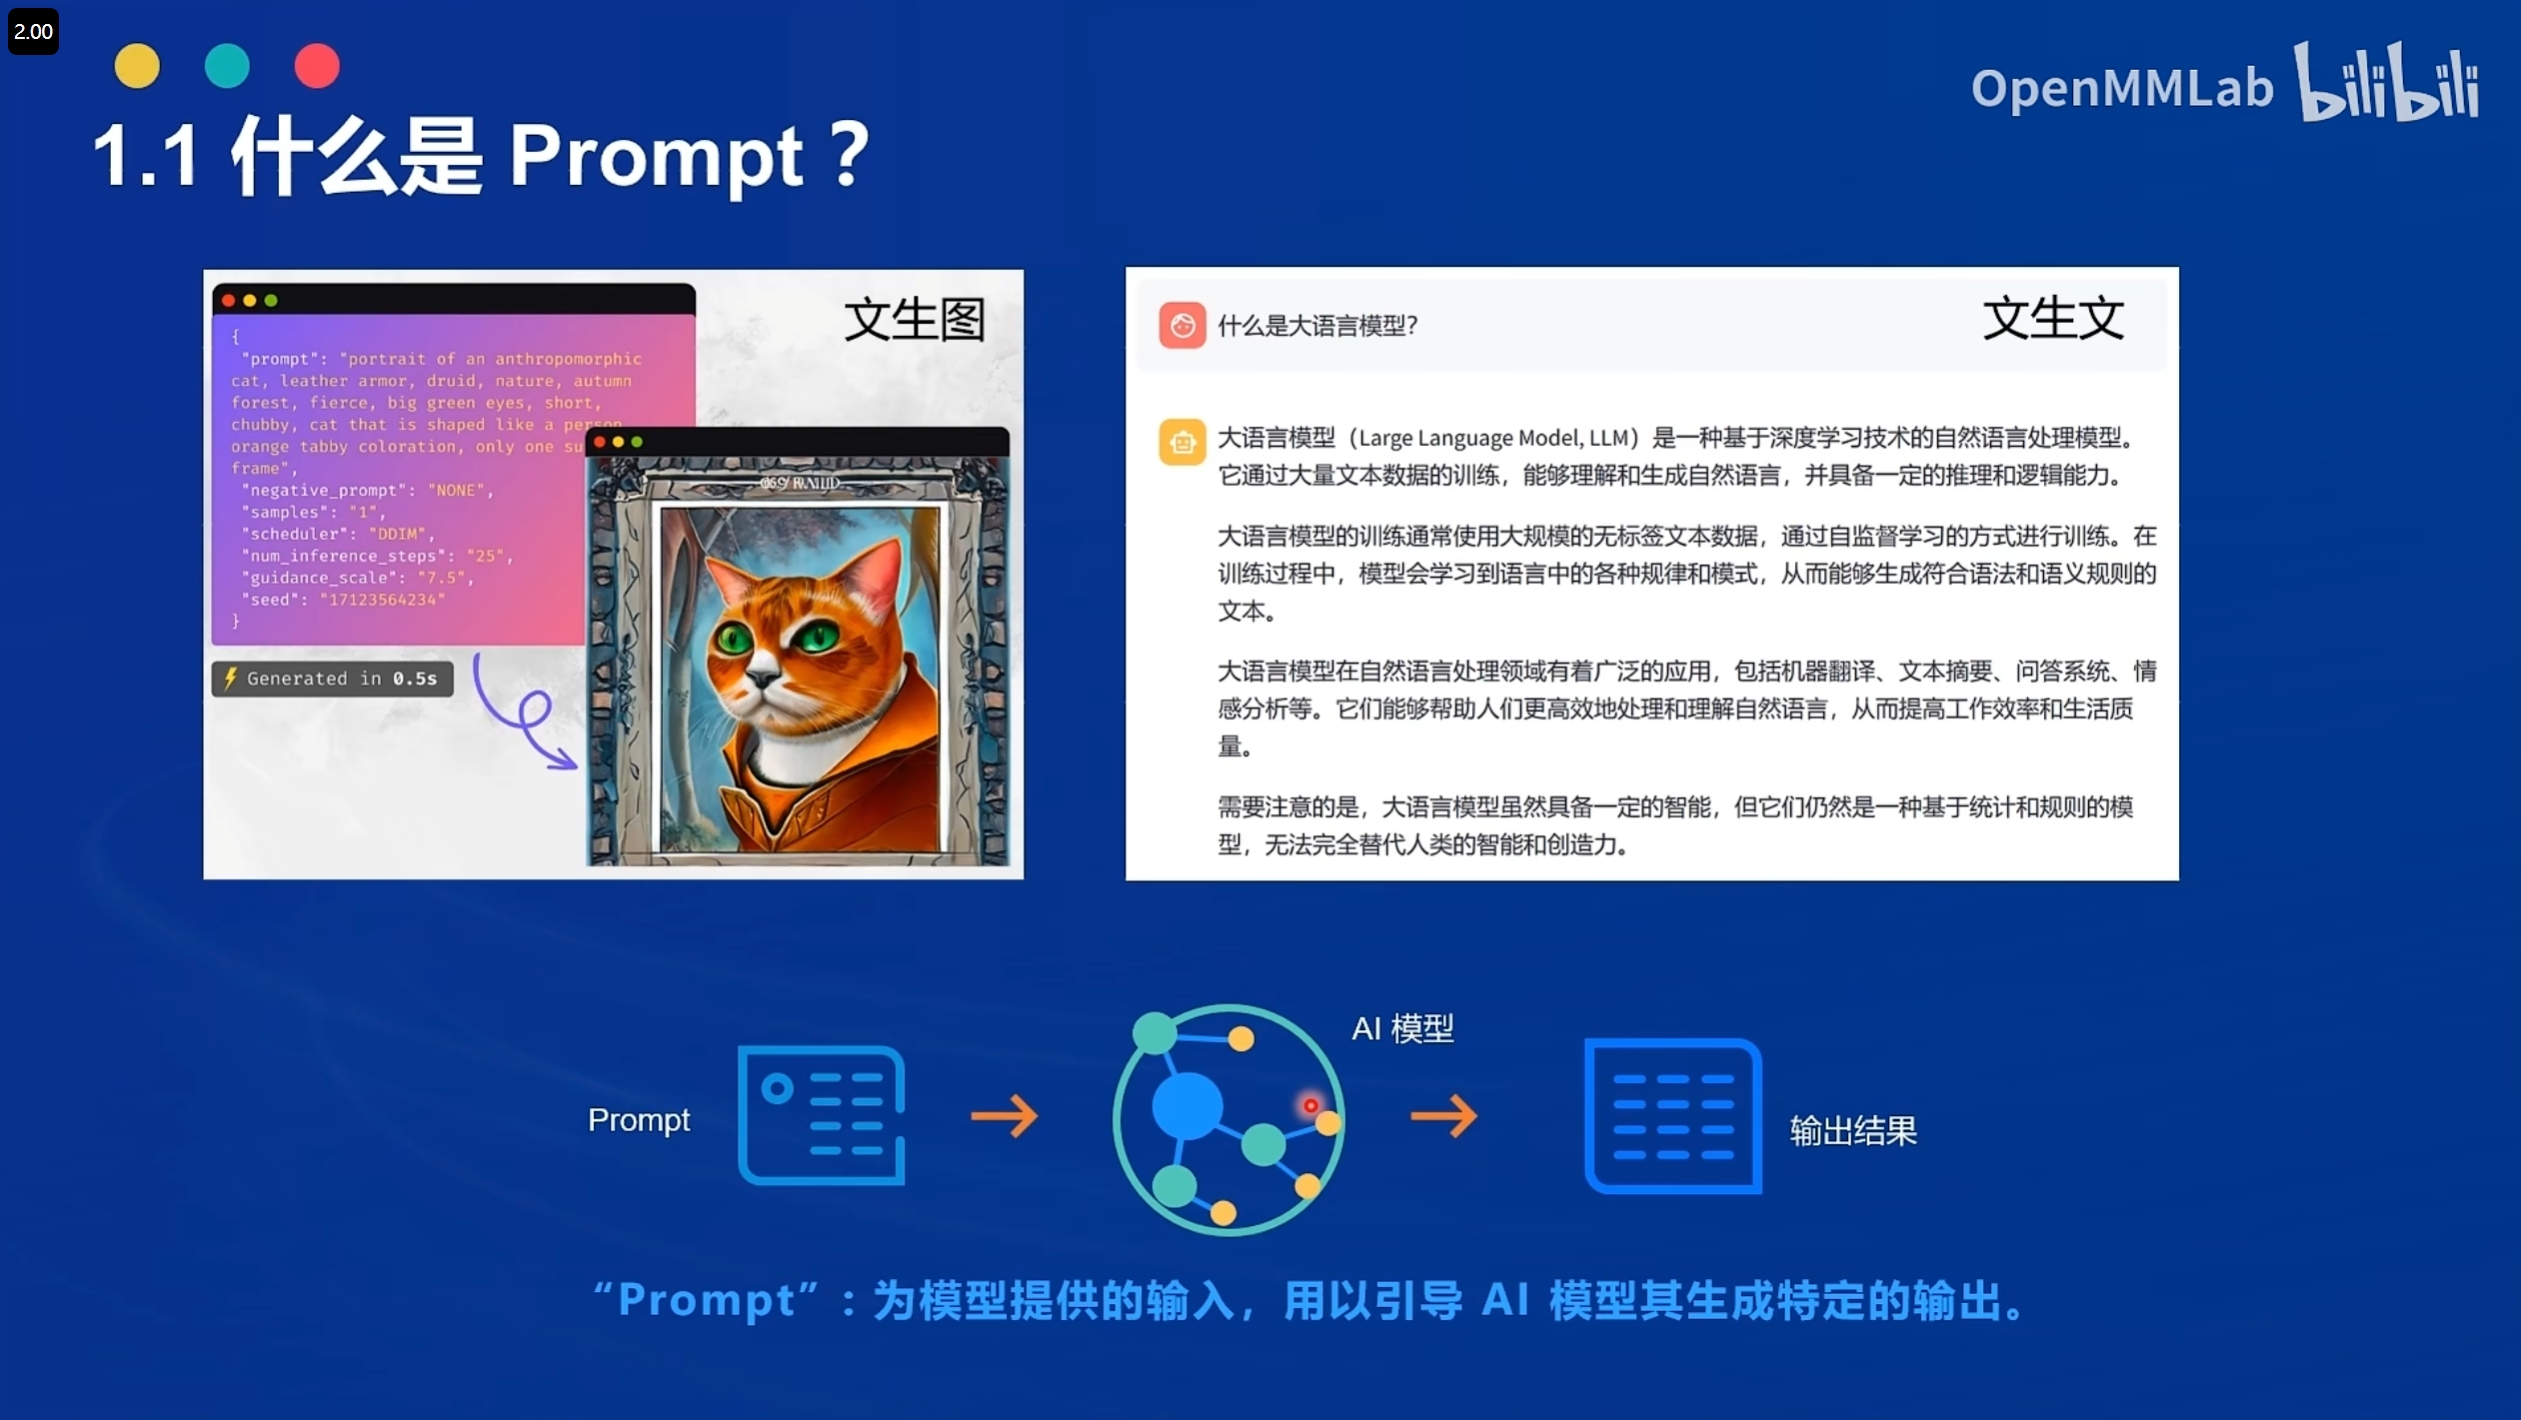 2.00
OpenMMLab bilibili
1.1 什么是 Prompt？
文生图
{
"prompt": "portrait of an anthropomorphic
cat, leather armor, druid, nature, autumn
forest, fierce, big green eyes, short,
chubby, cat that is shaped like a person,
orange tabby coloration, only one su
frame",
"negative_prompt": "NONE",
"samples": "1",
"scheduler": "DDIM",
"num_inference_steps": "25",
"guidance_scale": "7.5",
"seed": "17123564234"
}
Generated in 0.5s
文生文
什么是大语言模型？
大语言模型（Large Language Model, LLM）是一种基于深度学习技术的自然语言处理模型。
它通过大量文本数据的训练，能够理解和生成自然语言，并具备一定的推理和逻辑能力。
大语言模型的训练通常使用大规模的无标签文本数据，通过自监督学习的方式进行训练。在
训练过程中，模型会学习到语言中的各种规律和模式，从而能够生成符合语法和语义规则的
文本。
大语言模型在自然语言处理领域有着广泛的应用，包括机器翻译、文本摘要、问答系统、情
感分析等。它们能够帮助人们更高效地处理和理解自然语言，从而提高工作效率和生活质
量。
需要注意的是，大语言模型虽然具备一定的智能，但它们仍然是一种基于统计和规则的模
型，无法完全替代人类的智能和创造力。
Prompt
AI 模型
输出结果
“Prompt”：为模型提供的输入，用以引导 AI 模型其生成特定的输出。